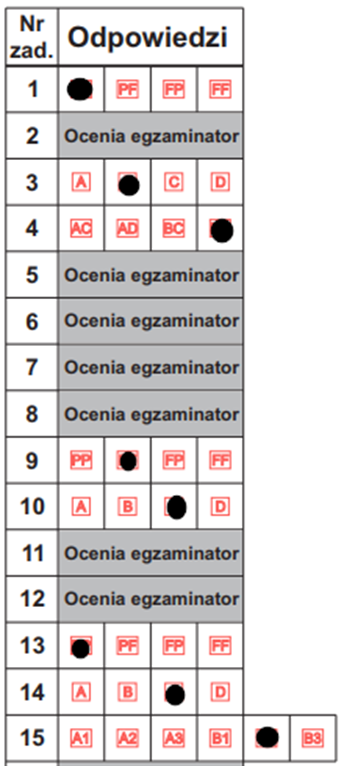 Nr zad. Odpowiedzi
1 PF FP FF
2 Ocenia egzaminator
3 A C D
4 AC AD BC
5 Ocenia egzaminator
6 Ocenia egzaminator
7 Ocenia egzaminator
8 Ocenia egzaminator
9 PP FP FF
10 A B D
11 Ocenia egzaminator
12 Ocenia egzaminator
13 PF FP FF
14 A B D
15 A1 A2 A3 B1 B3